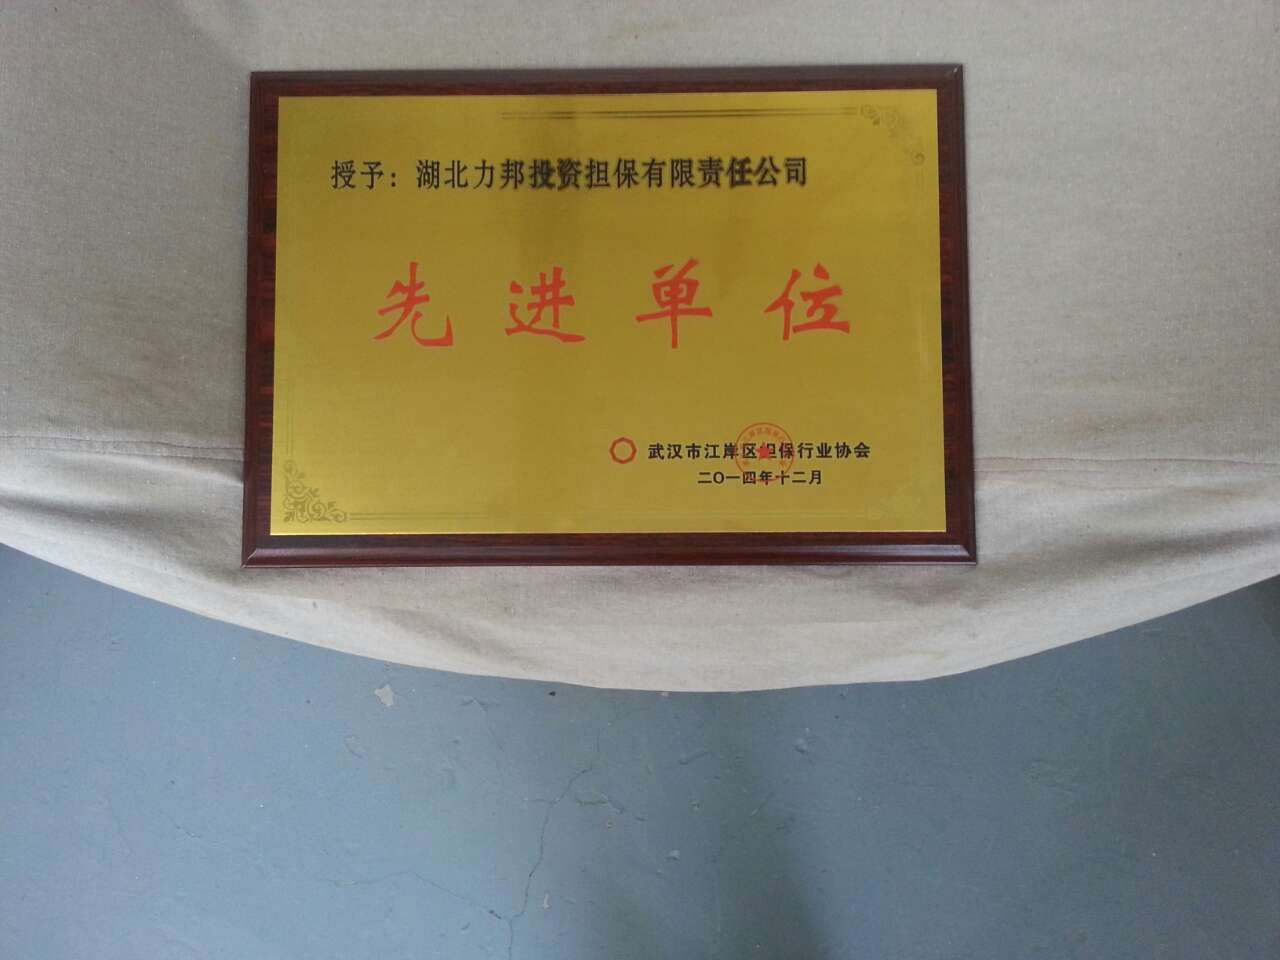 授予：湖北力邦投资担保有限责任公司
先进单位
武汉市江岸区担保行业协会
二〇一四年十二月